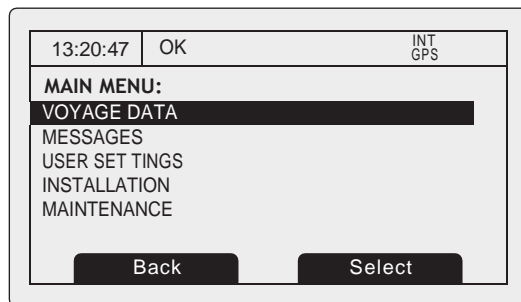 13:20:47 OK INT GPS
MAIN MENU:
VOYAGE DATA
MESSAGES
USER SET TINGS
INSTALLATION
MAINTENANCE
Back Select